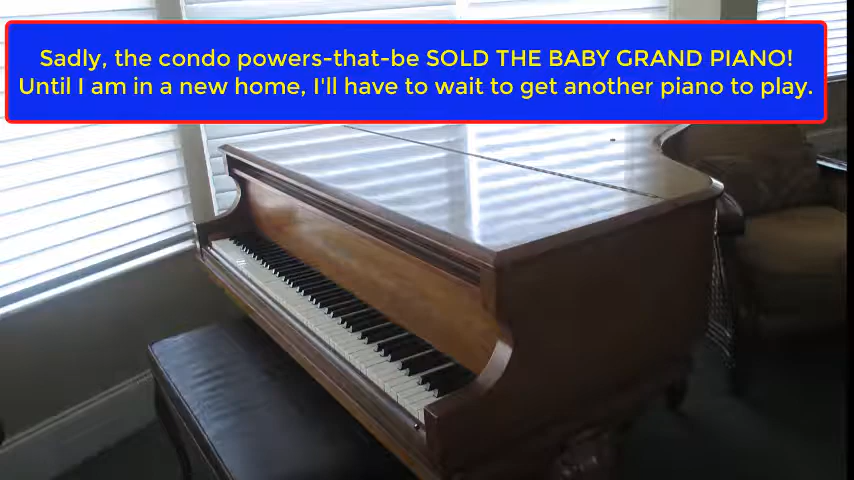 Sadly, the condo powers-that-be SOLD THE BABY GRAND PIANO!
Until I am in a new home, I'll have to wait to get another piano to play.